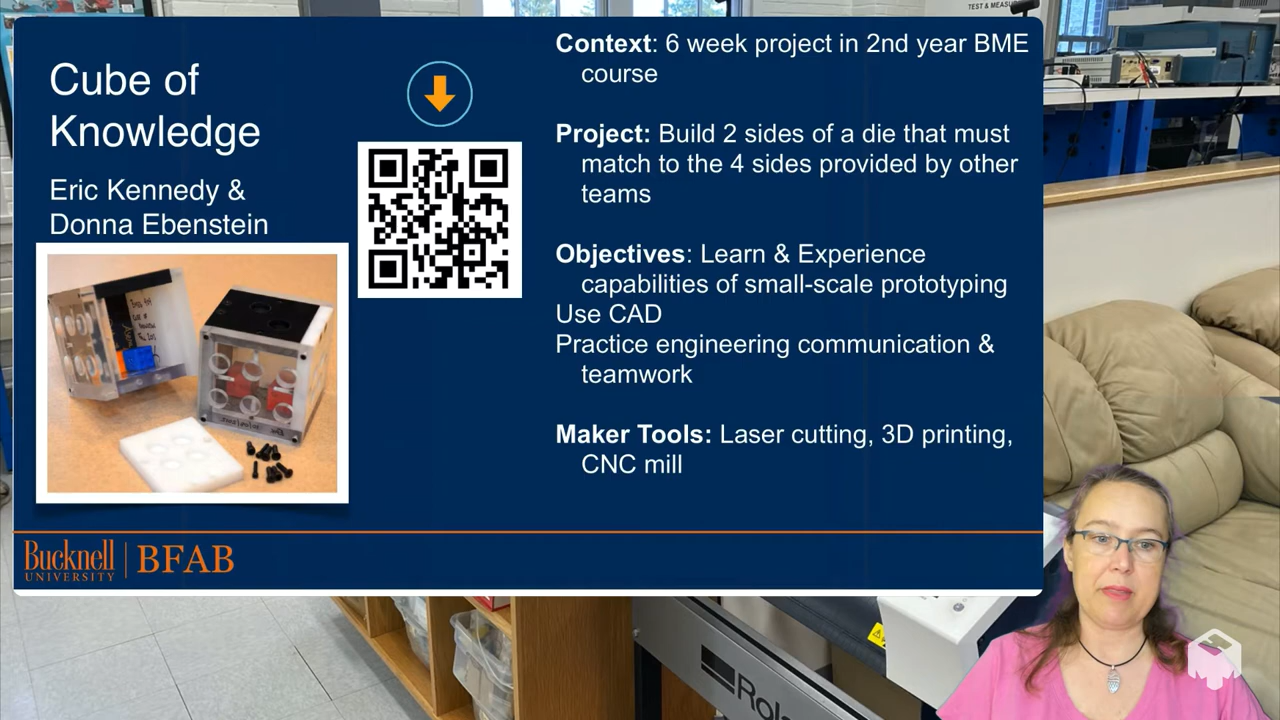 TEST & MEASU
Cube of
Knowledge
Eric Kennedy &
Donna Ebenstein
Context: 6 week project in 2nd year BME
course
Project: Build 2 sides of a die that must
match to the 4 sides provided by other
teams
Objectives: Learn & Experience
capabilities of small-scale prototyping
Use CAD
Practice engineering communication &
teamwork
Maker Tools: Laser cutting, 3D printing,
CNC mill
Bucknell
UNIVERSITY
BFAB
Rola